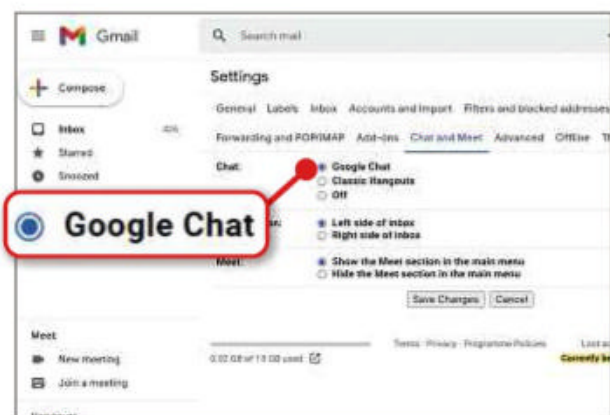 Gmail
Search mail
Compose
Settings
General Labels Inbox Accounts and Import Filters and blocked addresses
Inbox
Forwarding and POP/IMAP Add-ons Chat and Meet Advanced Offline
Starred
Snoozed
Chat:
Google Chat
Classic Hangouts
Off
Google Chat
Left side of inbox
Right side of inbox
Meet:
Show the Meet section in the main menu
Hide the Meet section in the main menu
Save Changes Cancel
Meet
New meeting
Join a meeting
Terms · Privacy · Programme Policies
Currently